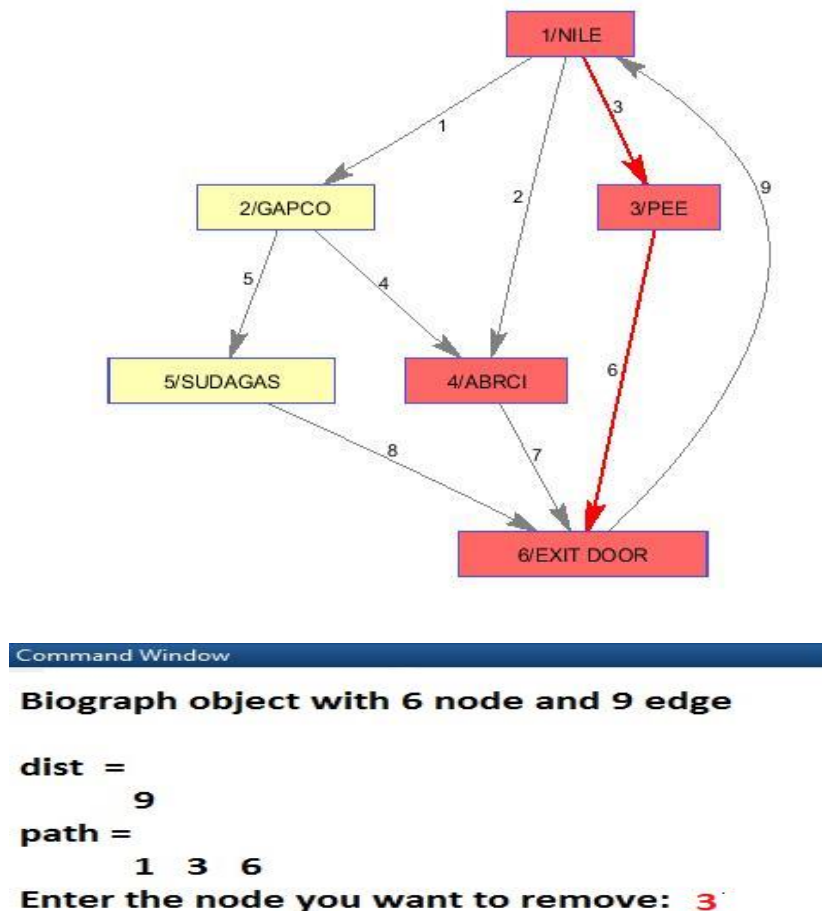 1/NILE
3
1
9
2
2/GAPCO
3/PEE
5
4
6
5/SUDAGAS
4/ABRCI
8
7
6/EXIT DOOR
Command Window
Biograph object with 6 node and 9 edge
dist =
9
path =
1 3 6
Enter the node you want to remove: 3